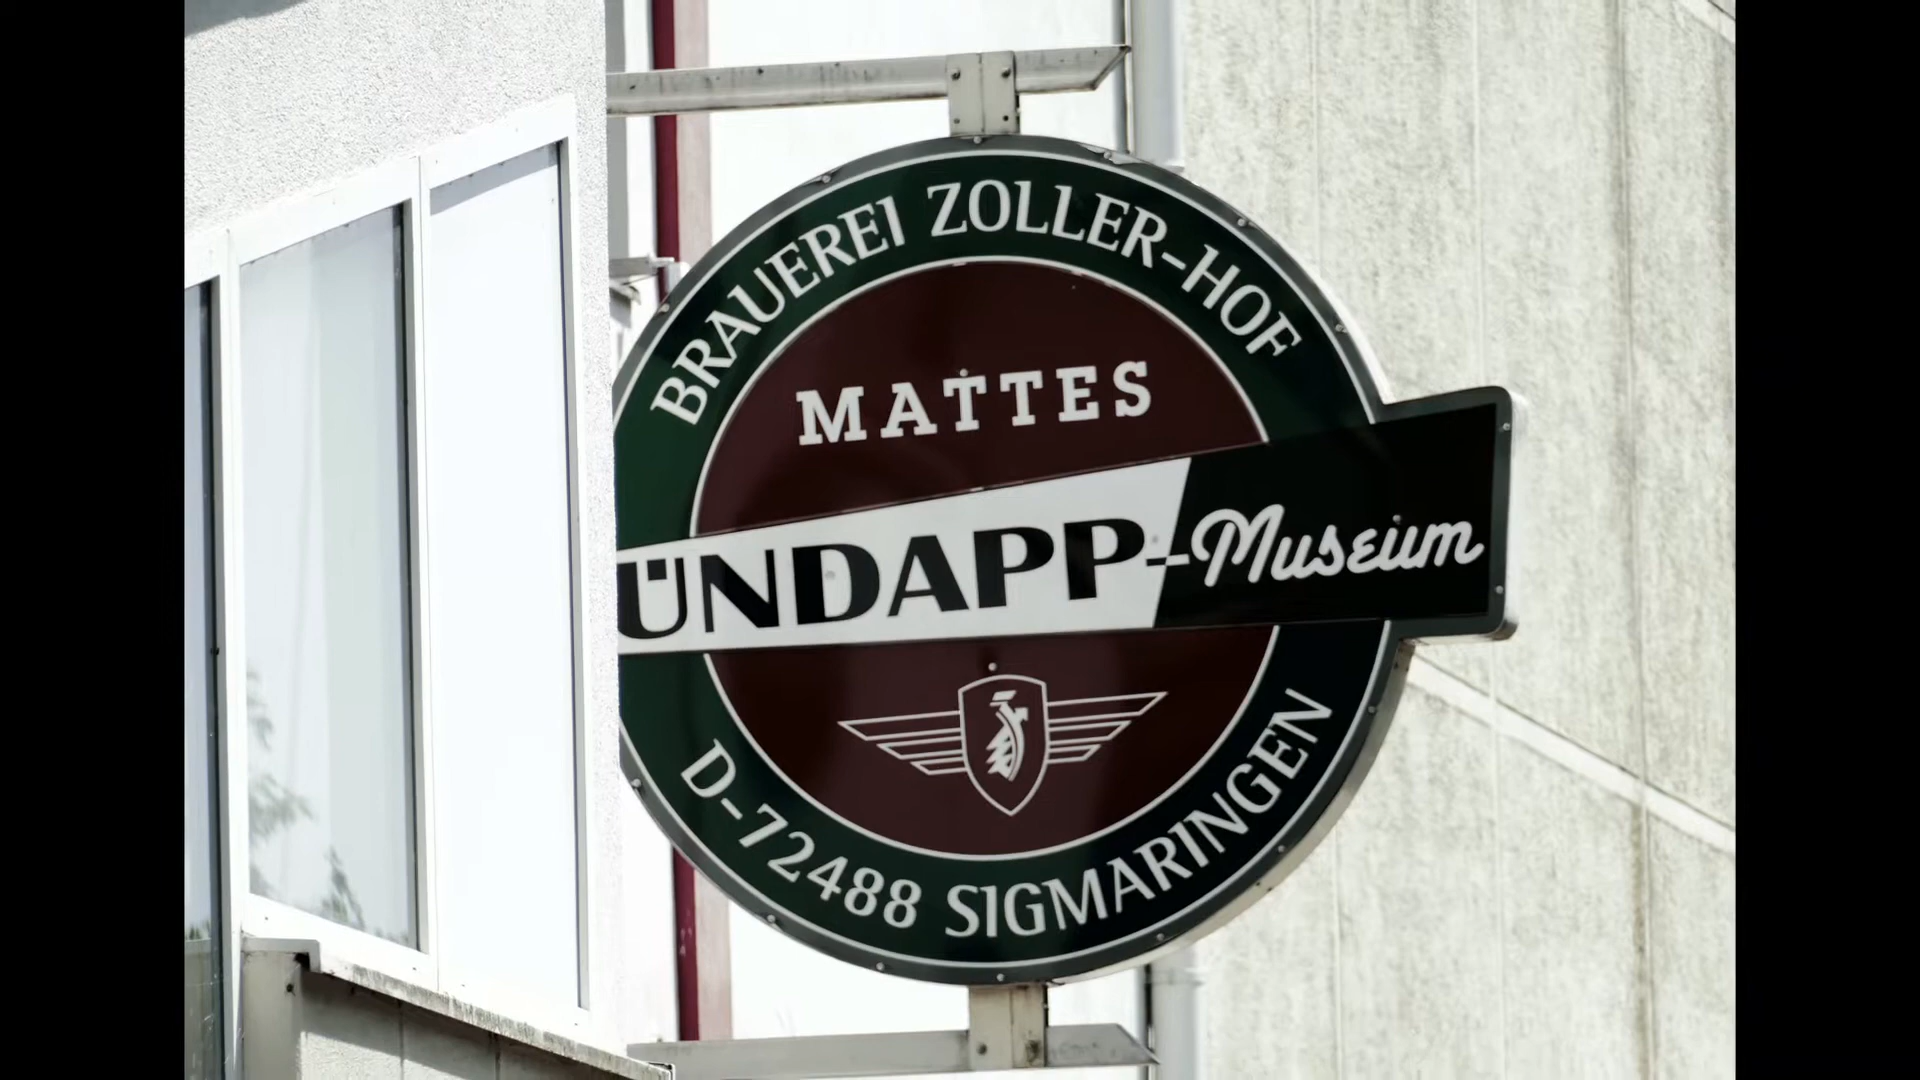 BRAUEREI ZOLLER-HOF
MATTES
ÜNDAPP-Museum
D-72488 SIGMARINGEN